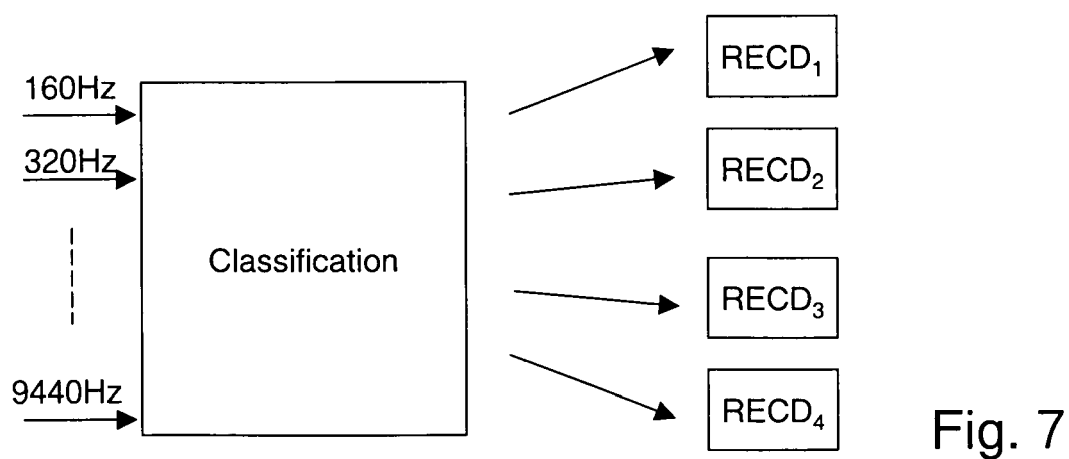 160Hz
320Hz
9440Hz
Classification
RECD₁
RECD₂
RECD₃
RECD₄
Fig. 7